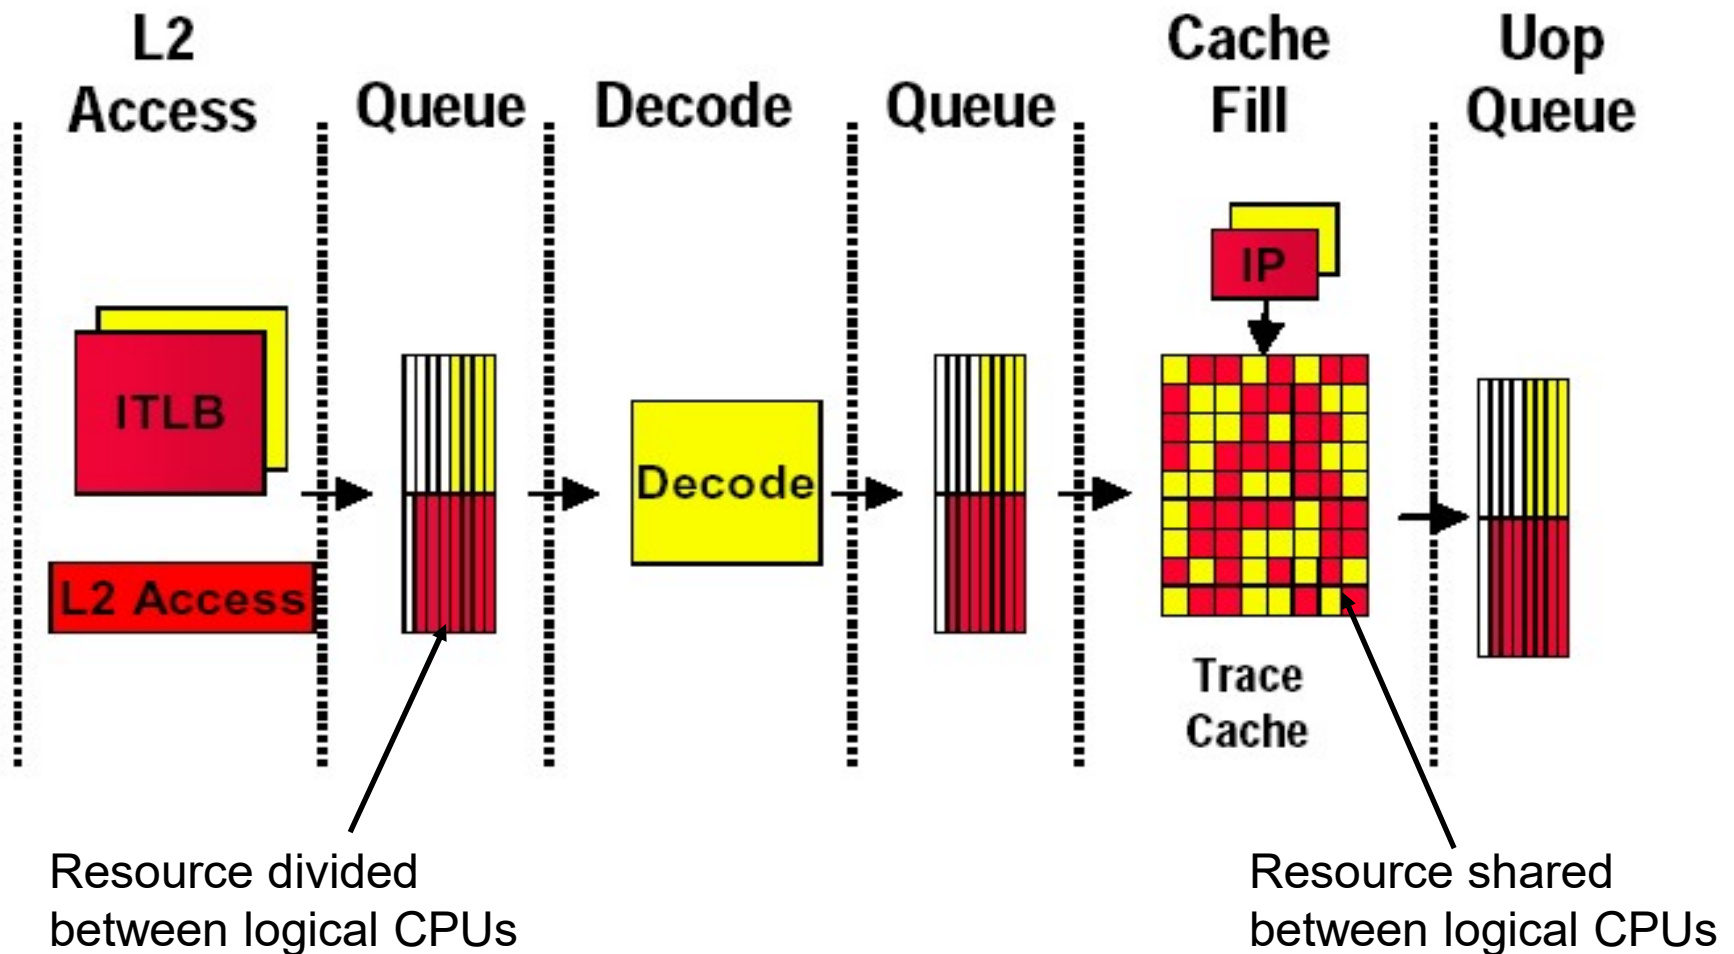 L2
Access
Queue
Decode
Queue
Cache
Fill
Uop
Queue
IP
ITLB
Decode
L2 Access
Trace
Cache
Resource divided
between logical CPUs
Resource shared
between logical CPUs